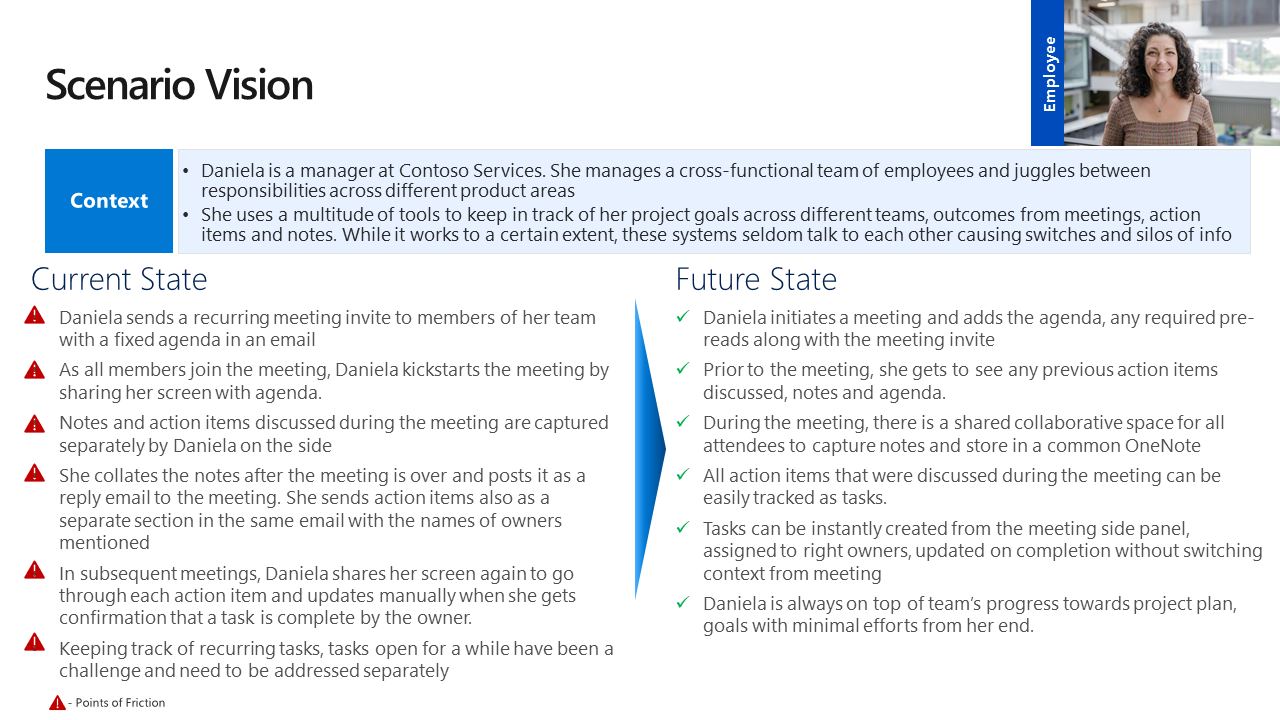 Scenario Vision
Employee
Context
• Daniela is a manager at Contoso Services. She manages a cross-functional team of employees and juggles between
responsibilities across different product areas
• She uses a multitude of tools to keep in track of her project goals across different teams, outcomes from meetings, action
items and notes. While it works to a certain extent, these systems seldom talk to each other causing switches and silos of info
Current State
Daniela sends a recurring meeting invite to members of her team
with a fixed agenda in an email
As all members join the meeting, Daniela kickstarts the meeting by
sharing her screen with agenda.
Notes and action items discussed during the meeting are captured
separately by Daniela on the side
She collates the notes after the meeting is over and posts it as a
reply email to the meeting. She sends action items also as a
separate section in the same email with the names of owners
mentioned
In subsequent meetings, Daniela shares her screen again to go
through each action item and updates manually when she gets
confirmation that a task is complete by the owner.
Keeping track of recurring tasks, tasks open for a while have been a
challenge and need to be addressed separately
- Points of Friction
Future State
✓ Daniela initiates a meeting and adds the agenda, any required pre-
reads along with the meeting invite
✓ Prior to the meeting, she gets to see any previous action items
discussed, notes and agenda.
✓ During the meeting, there is a shared collaborative space for all
attendees to capture notes and store in a common OneNote
✓ All action items that were discussed during the meeting can be
easily tracked as tasks.
✓ Tasks can be instantly created from the meeting side panel,
assigned to right owners, updated on completion without switching
context from meeting
✓ Daniela is always on top of team's progress towards project plan,
goals with minimal efforts from her end.